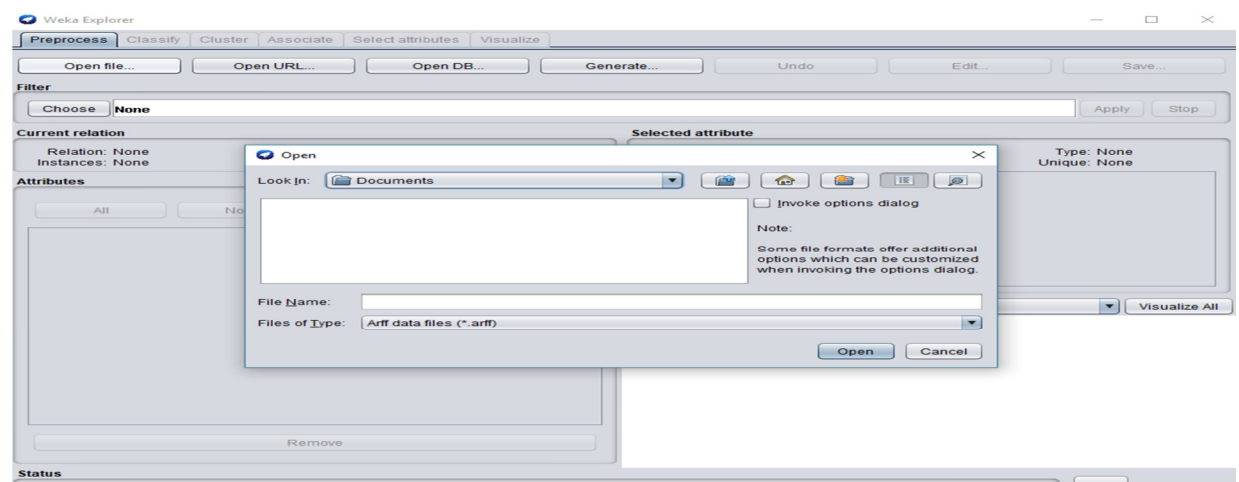 Weka Explorer
Preprocess Classify Cluster Associate Select attributes Visualize
Open file... Open URL... Open DB... Generate... Undo Edit... Save...
Filter
Choose None Apply Stop
Current relation Selected attribute
Relation: None Type: None
Instances: None Unique: None
Attributes
All No
Open
Look In: Documents
Invoke options dialog
Note:
Some file formats offer additional
options which can be customized
when invoking the options dialog.
File Name:
Files of Type: Arff data files (*.arff)
Open Cancel
Visualize All
Remove
Status